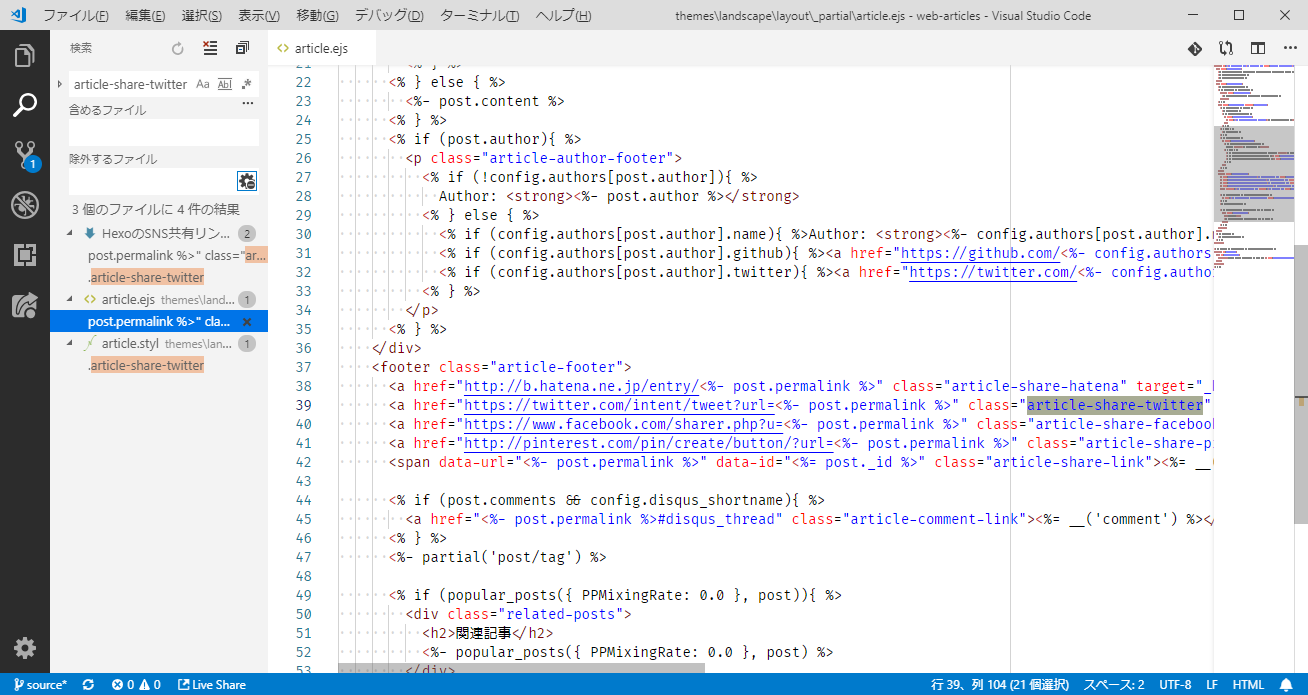 ファイル(F) 編集(E) 選択(S) 表示(V) 移動(G) デバッグ(D) ターミナル(T) ヘルプ(H) themes\landscape\layout\_partial\article.ejs - web-articles - Visual Studio Code
検索
article-share-twitter Aa Abl .*
含めるファイル
除外するファイル
3 個のファイルに 4 件の結果
HexoのSNS共有リン... 2
post.permalink %>" class="ar...
.article-share-twitter
article.ejs themes\land... 1
post.permalink %>" cla...
article.styl themes\lan... 1
.article-share-twitter
1
<> article.ejs
21 <% } %>
22 <% } else { %>
23 <%- post.content %>
24 <% } %>
25 <% if (post.author){ %>
26 <p class="article-author-footer">
27 <% if (!config.authors[post.author]){ %>
28 Author: <strong><%- post.author %></strong>
29 <% } else { %>
30 <% if (config.authors[post.author].name){ %>Author: <strong><%- config.authors[post.author].
31 <% if (config.authors[post.author].github){ %><a href="https://github.com/<%- config.authors
32 <% if (config.authors[post.author].twitter){ %><a href="https://twitter.com/<%- config.autho
33 <% } %>
34 </p>
35 <% } %>
36 </div>
37 <footer class="article-footer">
38 <a href="http://b.hatena.ne.jp/entry/<%- post.permalink %>" class="article-share-hatena" target="_
39 <a href="https://twitter.com/intent/tweet?url=<%- post.permalink %>" class="article-share-twitter"
40 <a href="https://www.facebook.com/sharer.php?u=<%- post.permalink %>" class="article-share-facebook
41 <a href="http://pinterest.com/pin/create/button/?url=<%- post.permalink %>" class="article-share-p
42 <span data-url="<%- post.permalink %>" data-id="<%= post._id %>" class="article-share-link"><%= __(
43
44 <% if (post.comments && config.disqus_shortname){ %>
45 <a href="<%- post.permalink %>#disqus_thread" class="article-comment-link"><%= __('comment') %><
46 <% } %>
47 <%- partial('post/tag') %>
48
49 <% if (popular_posts({ PPMixingRate: 0.0 }, post)){ %>
50 <div class="related-posts">
51 <h2>関連記事</h2>
52 <%- popular_posts({ PPMixingRate: 0.0 }, post) %>
53 </div>
source* 0 0 Live Share 行 39、列 104 (21 個選択) スペース: 2 UTF-8 LF HTML